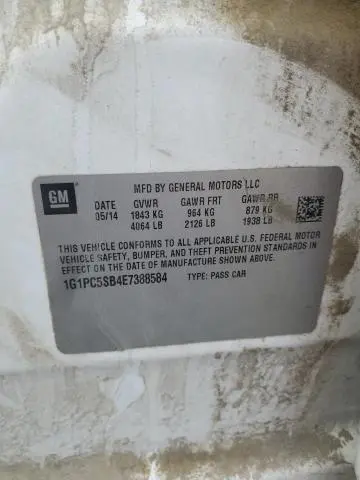 GM
MFD BY GENERAL MOTORS LLC
DATE GVWR GAWR FRT GAWR RR
05/14 1843 KG 964 KG 879 KG
4064 LB 2126 LB 1938 LB
THIS VEHICLE CONFORMS TO ALL APPLICABLE U.S. FEDERAL MOTOR
VEHICLE SAFETY, BUMPER, AND THEFT PREVENTION STANDARDS
IN EFFECT ON THE DATE OF MANUFACTURE SHOWN ABOVE.
1G1PC5SB4E7388584 TYPE: PASS CAR